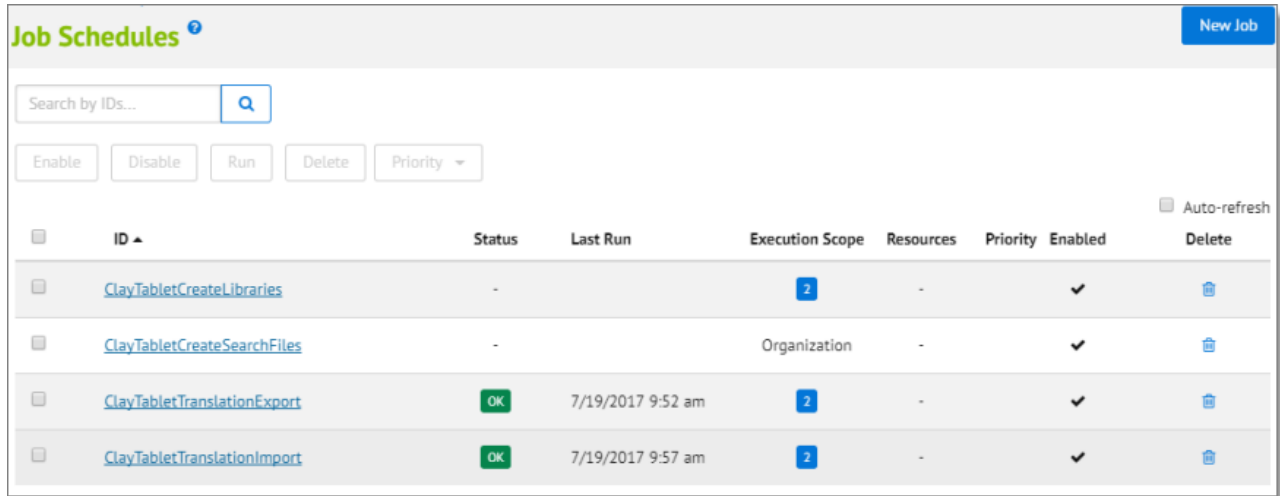 Job Schedules ?
New Job
Search by IDs...
Enable Disable Run Delete Priority
Auto-refresh
ID Status Last Run Execution Scope Resources Priority Enabled Delete
ClayTabletCreateLibraries - 2 -
ClayTabletCreateSearchFiles - Organization -
ClayTabletTranslationExport OK 7/19/2017 9:52 am 2 -
ClayTabletTranslationImport OK 7/19/2017 9:57 am 2 -